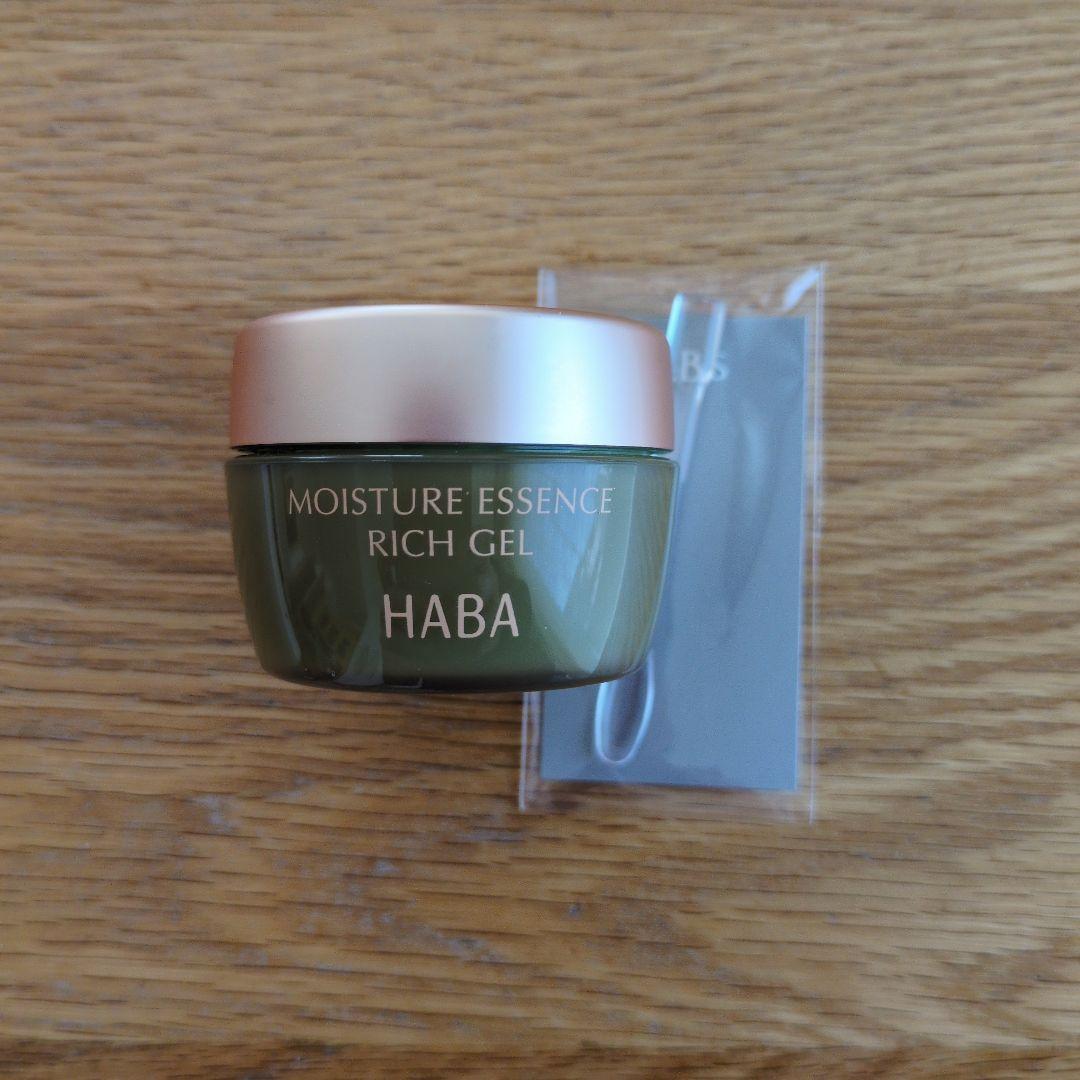 MOISTURE ESSENCE
RICH GEL
HABA